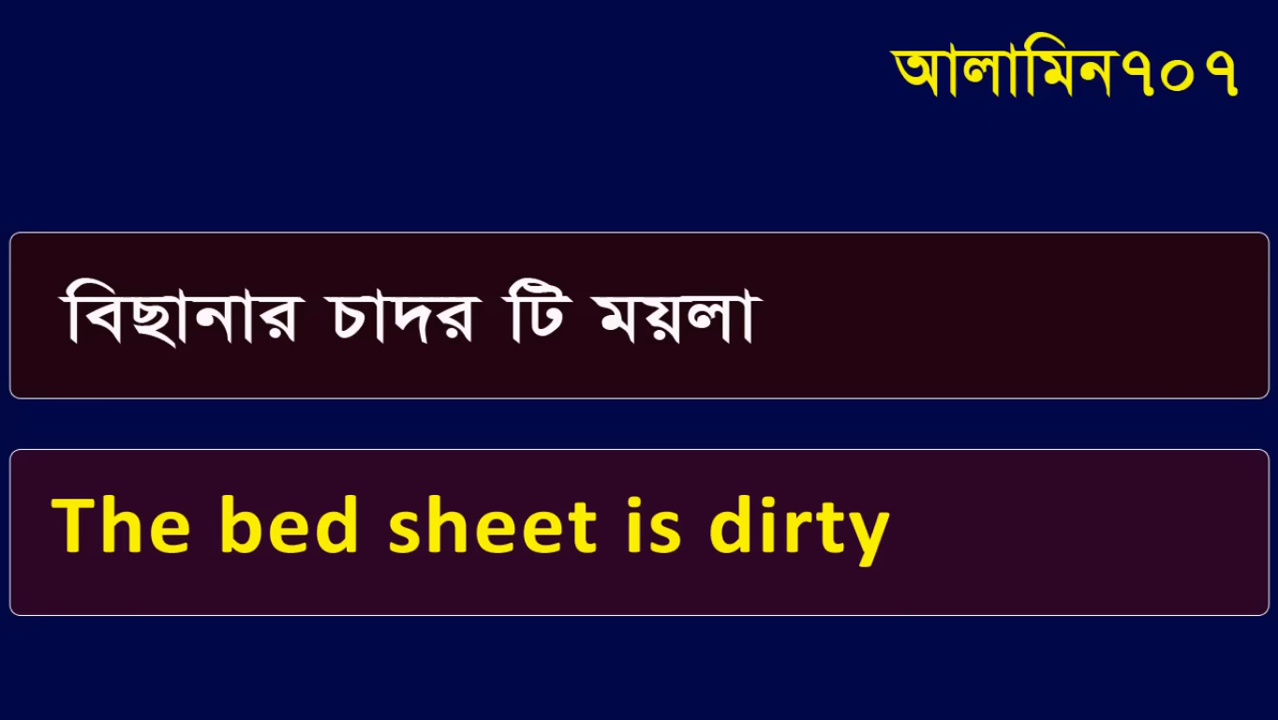 আলামিন৭০৭
বিছানার চাদর টি ময়লা
The bed sheet is dirty